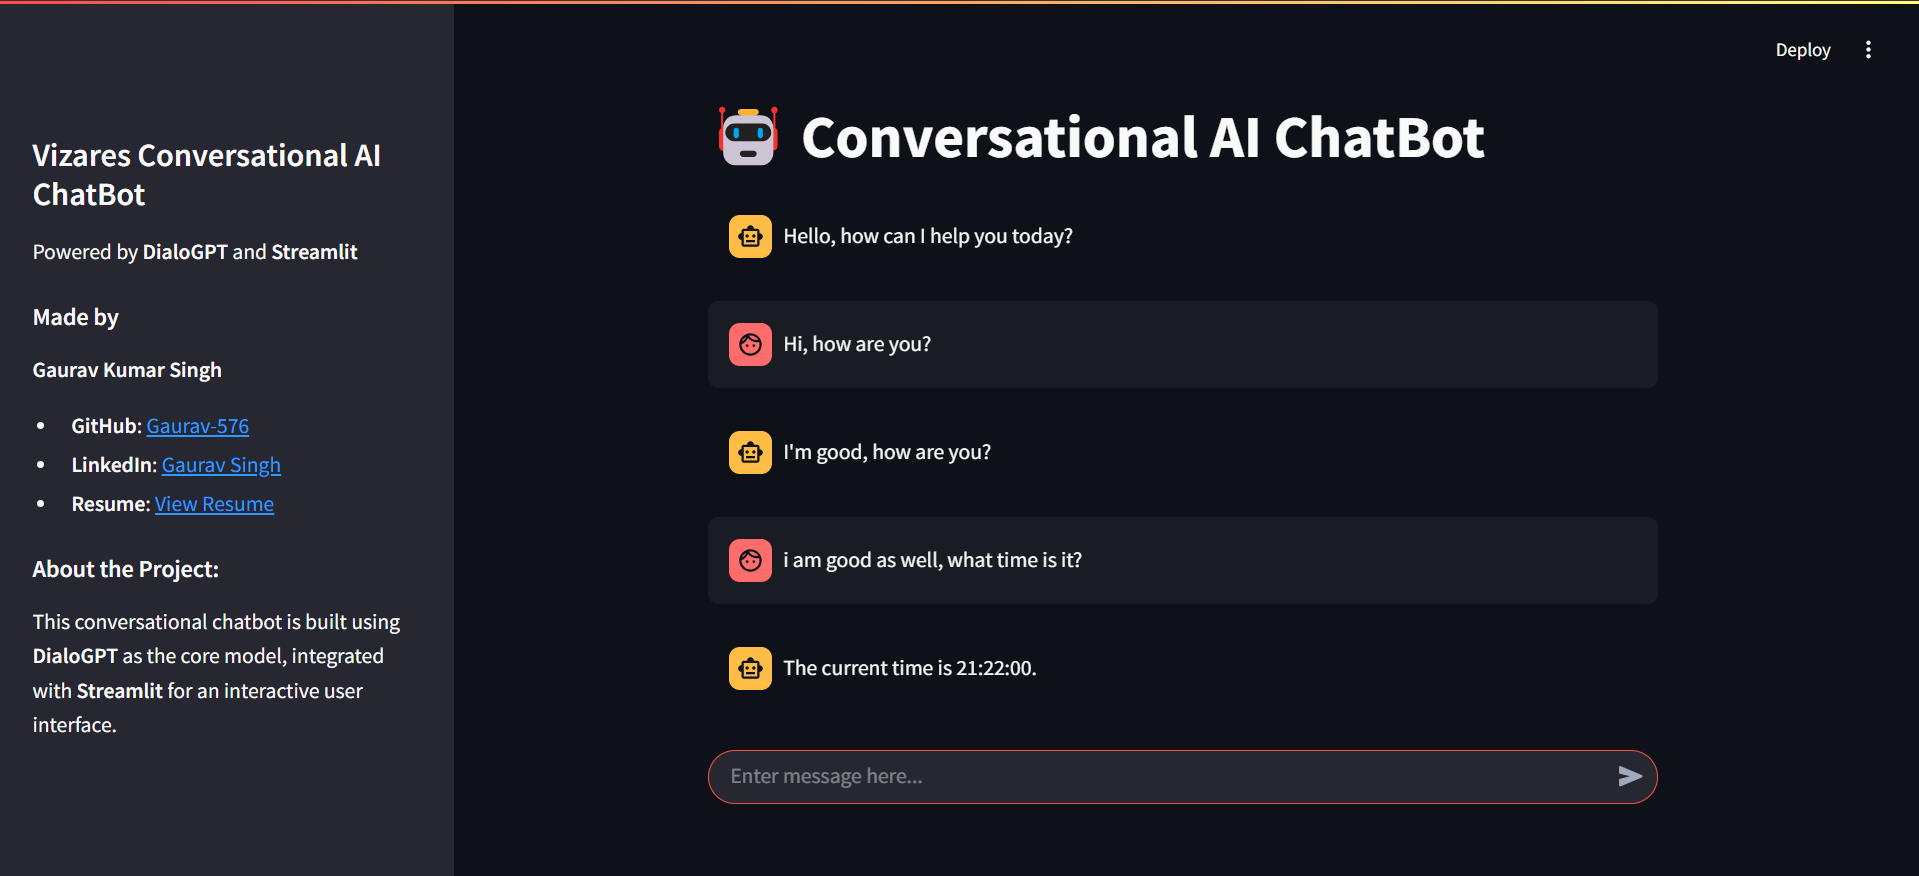 Deploy
Vizares Conversational AI
ChatBot
Powered by DialoGPT and Streamlit
Made by
Gaurav Kumar Singh
GitHub: Gaurav-576
LinkedIn: Gaurav Singh
Resume: View Resume
About the Project:
This conversational chatbot is built using
DialoGPT as the core model, integrated
with Streamlit for an interactive user
interface.
Conversational AI ChatBot
Hello, how can I help you today?
Hi, how are you?
I'm good, how are you?
i am good as well, what time is it?
The current time is 21:22:00.
Enter message here...